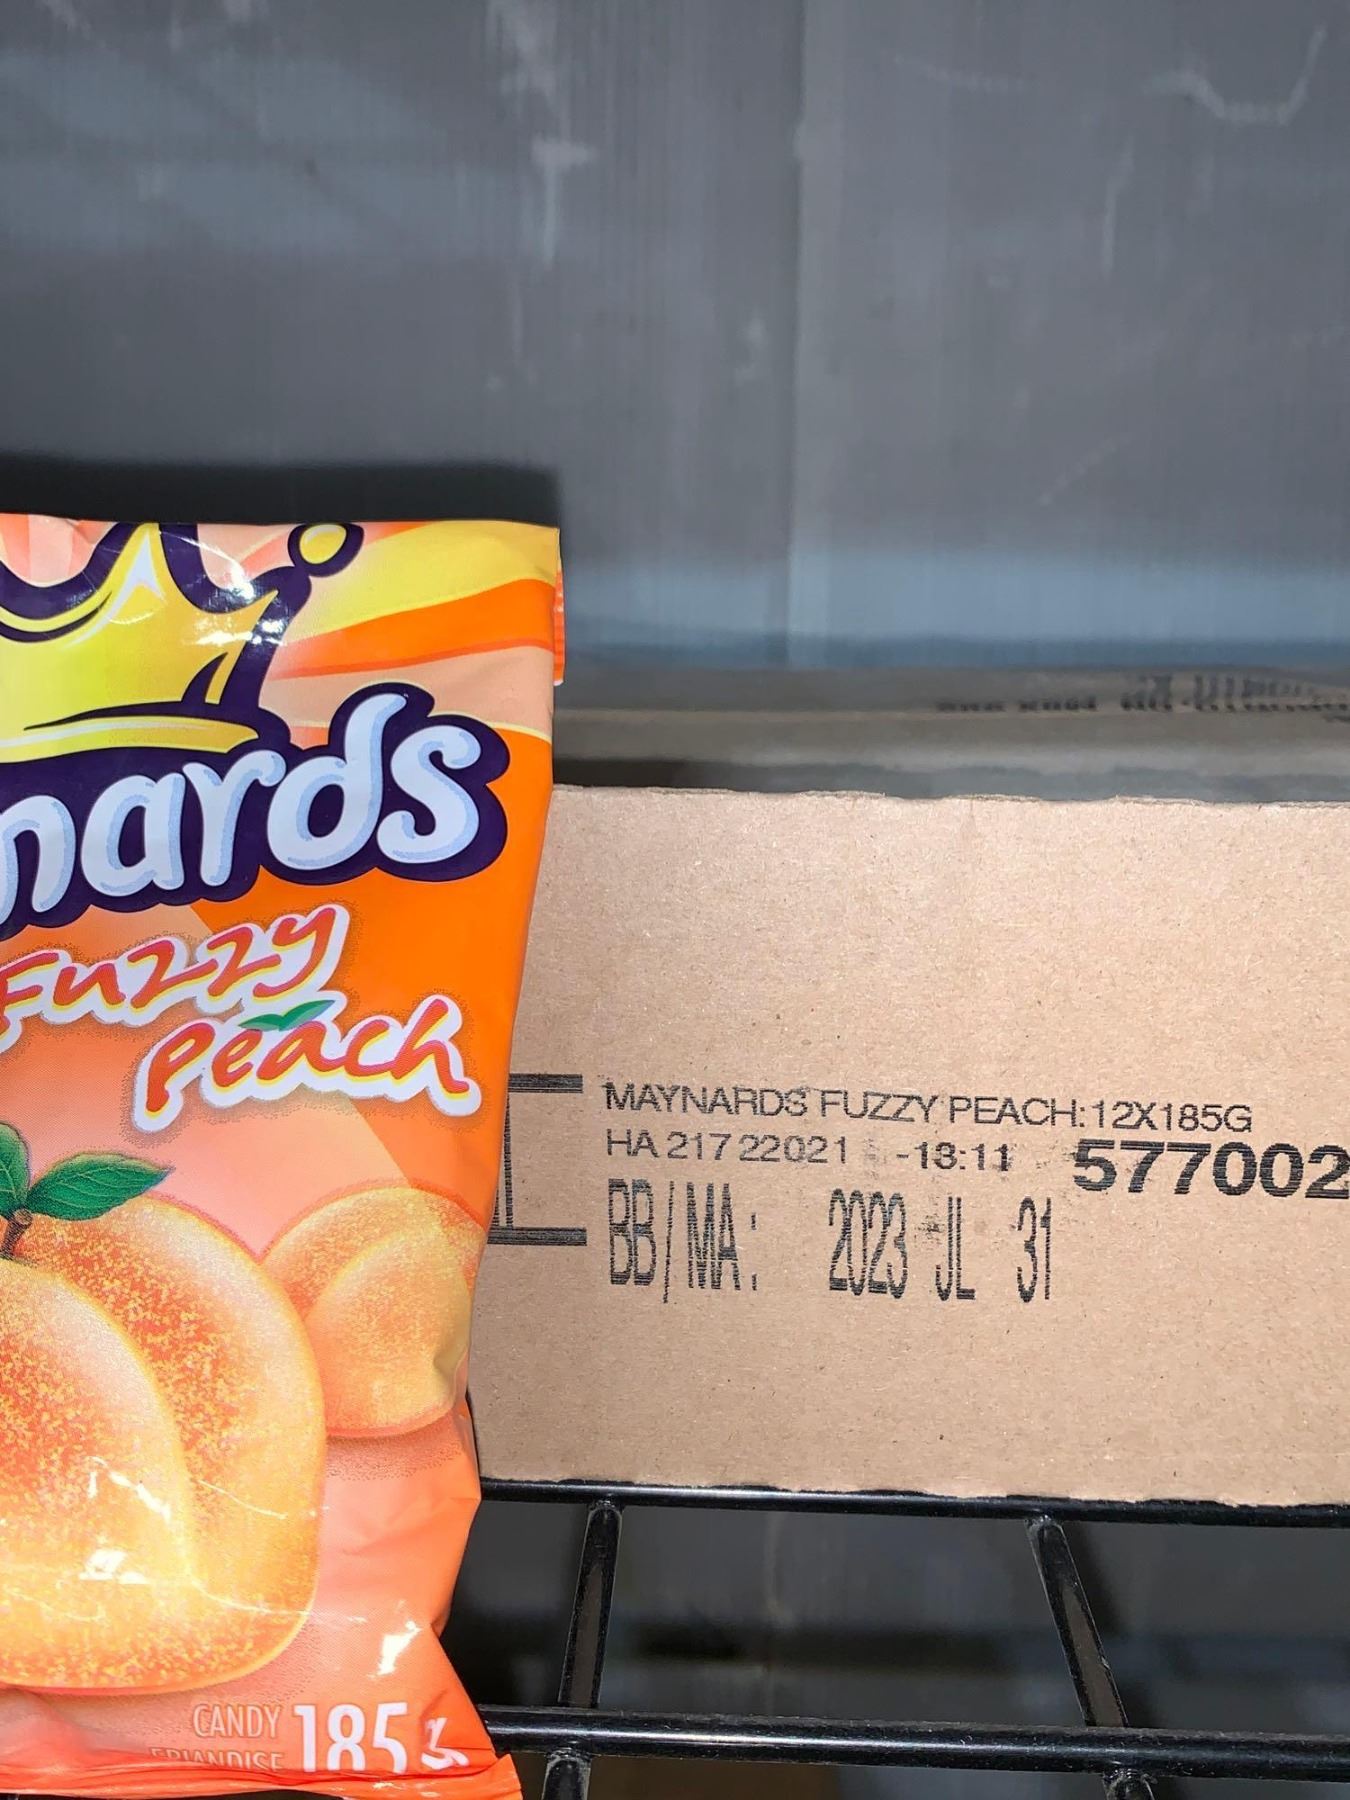 nards
Fuzzy
Peach
CANDY 185 g
FRIANDISE
MAYNARDS FUZZY PEACH:12X185G
HA 217 22021 -13:11 577002
BB/MA: 2023 JL 31